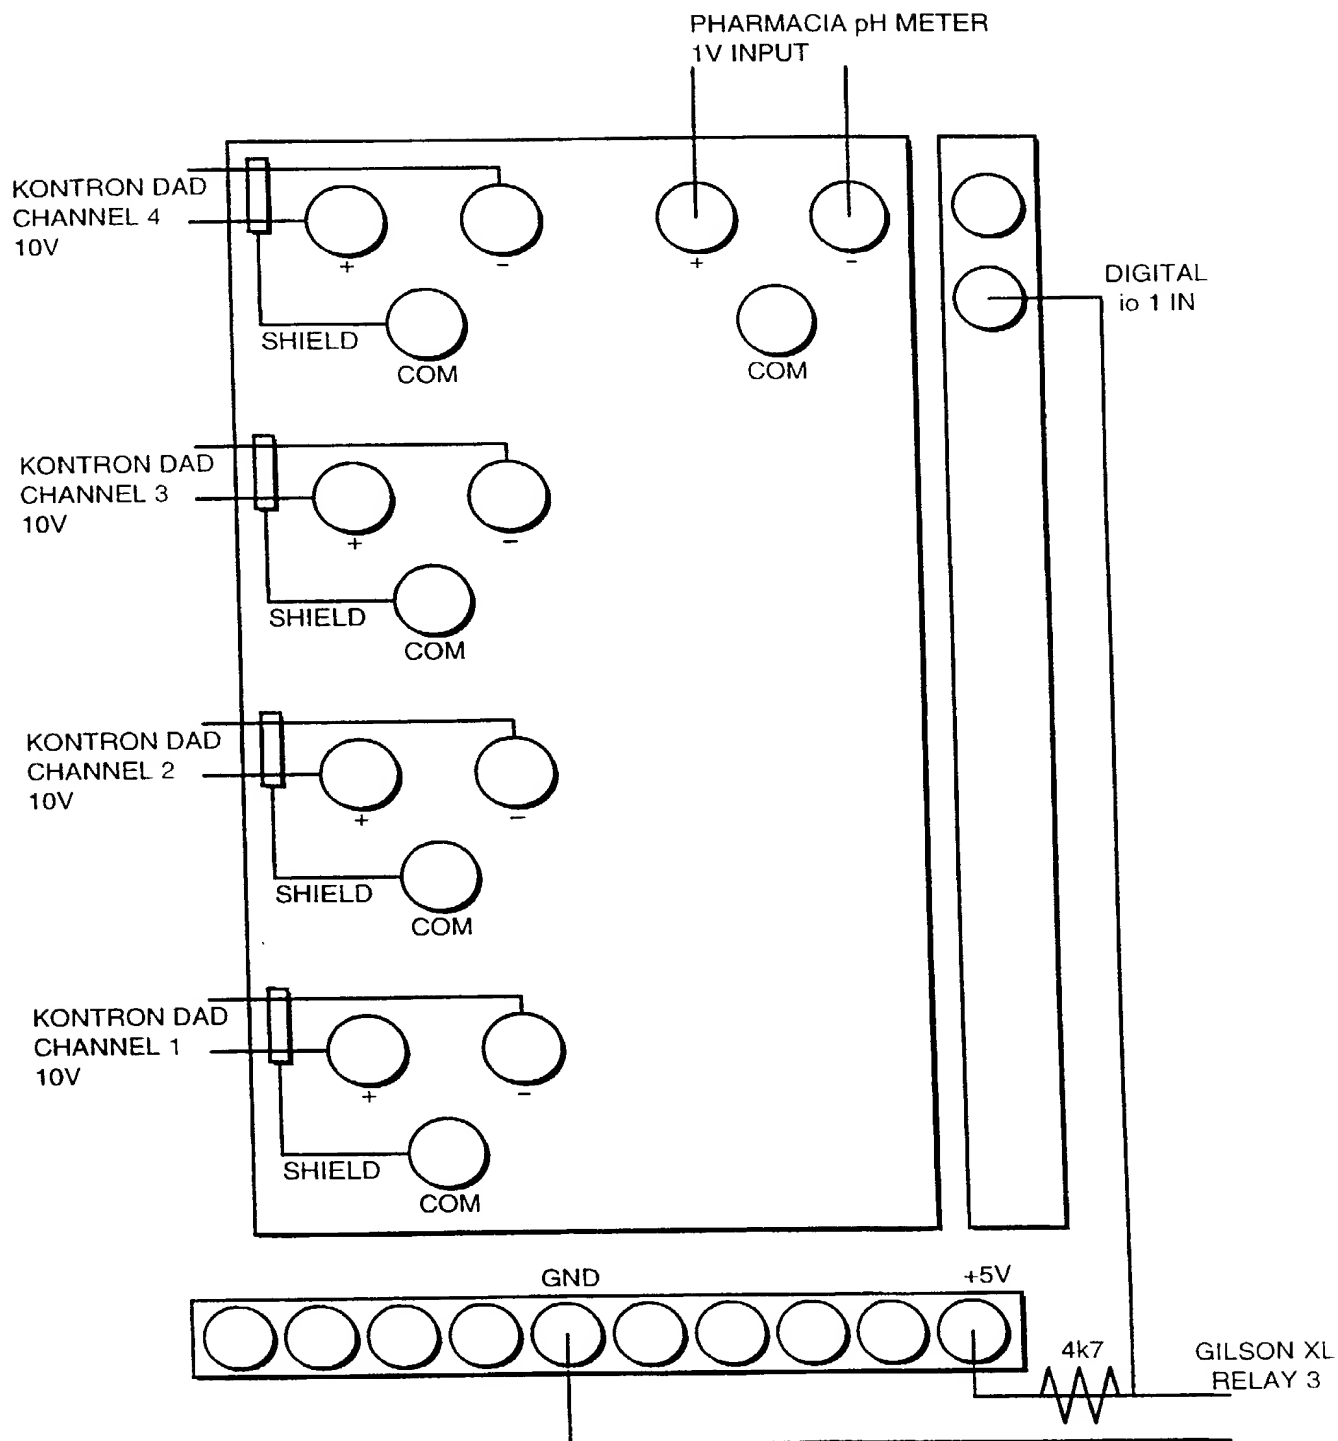 PHARMACIA pH METER
1V INPUT
KONTRON DAD
CHANNEL 4
10V
+
-
+
-
DIGITAL
io 1 IN
SHIELD
COM
COM
KONTRON DAD
CHANNEL 3
10V
+
-
SHIELD
COM
KONTRON DAD
CHANNEL 2
10V
+
-
SHIELD
COM
KONTRON DAD
CHANNEL 1
10V
+
-
SHIELD
COM
GND
+5V
4k7
GILSON XL
RELAY 3